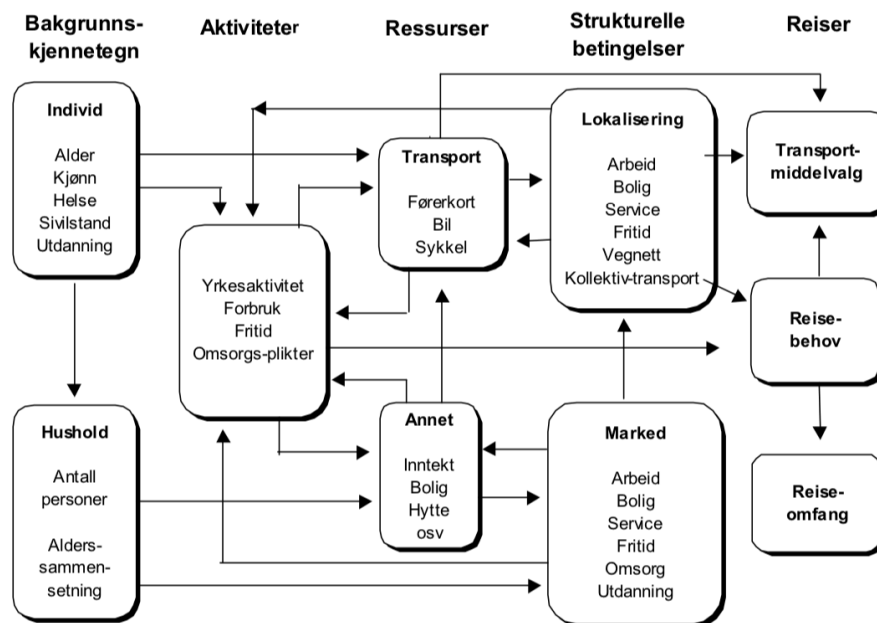 Bakgrunns-
kjennetegn
Aktiviteter
Ressurser
Strukturelle
betingelser
Reiser
Individ
Alder
Kjønn
Helse
Sivilstand
Utdanning
Hushold
Antall
personer
Alders-
sammen-
setning
Yrkesaktivitet
Forbruk
Fritid
Omsorgs-plikter
Transport
Førerkort
Bil
Sykkel
Annet
Inntekt
Bolig
Hytte
osv
Lokalisering
Arbeid
Bolig
Service
Fritid
Vegnett
Kollektiv-transport
Marked
Arbeid
Bolig
Service
Fritid
Omsorg
Utdanning
Transport-
middelvalg
Reise-
behov
Reise-
omfang